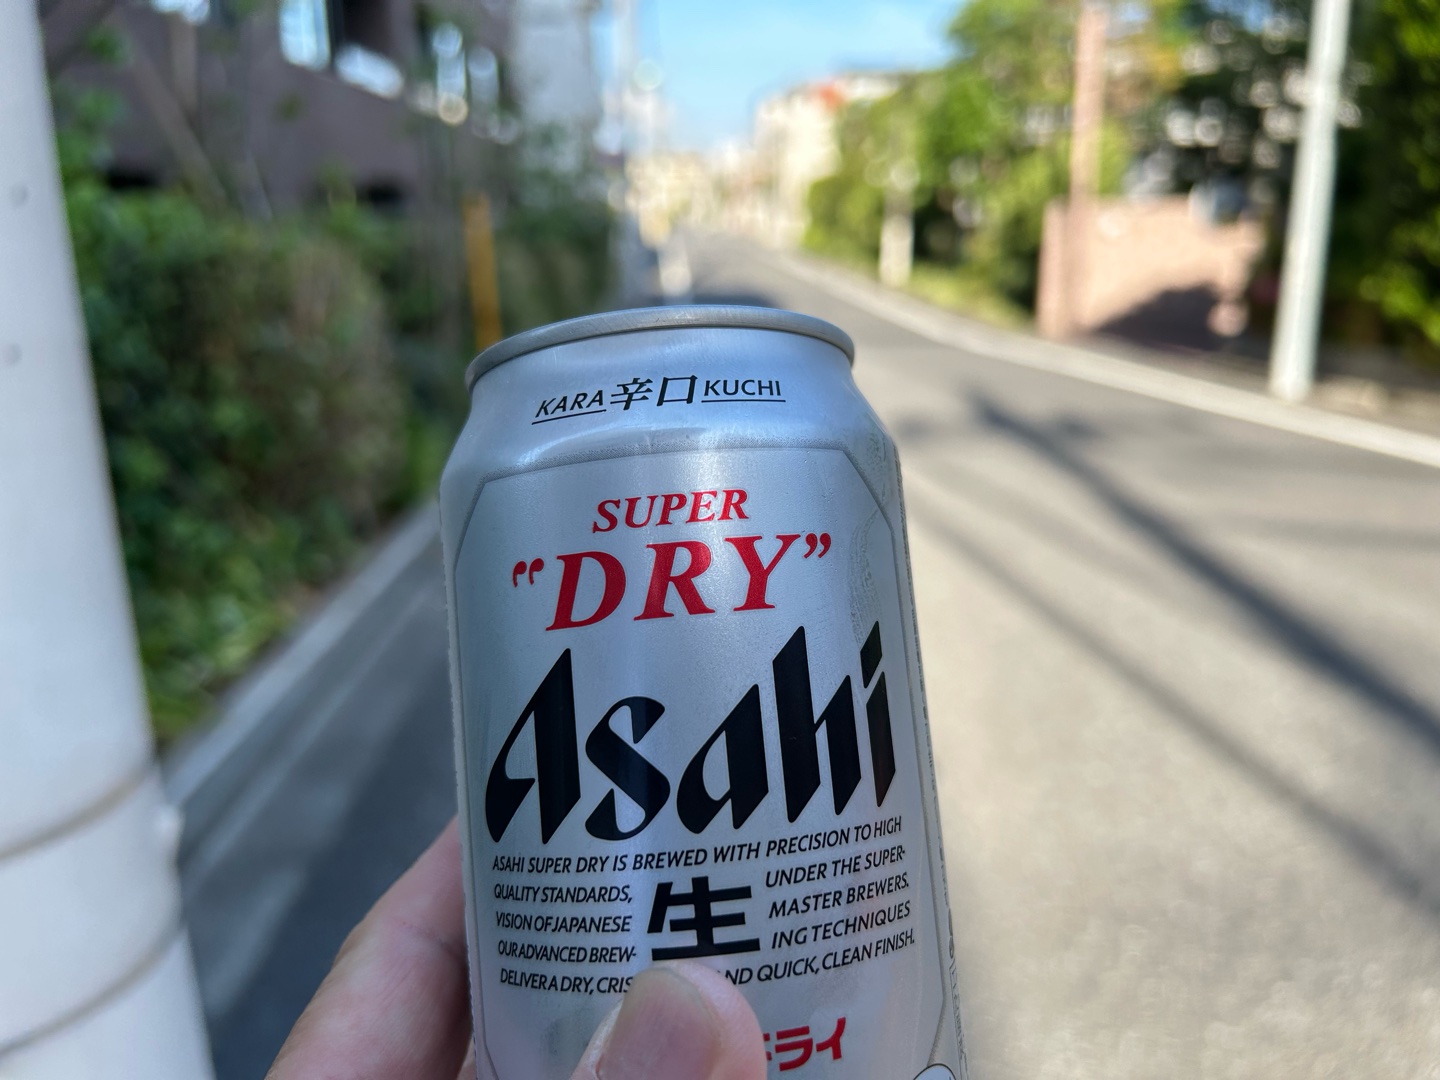 KARA 辛口 KUCHI
SUPER
“DRY”
Asahi
ASAHI SUPER DRY IS BREWED WITH PRECISION TO HIGH
QUALITY STANDARDS, UNDER THE SUPER-
VISION OF JAPANESE MASTER BREWERS.
OUR ADVANCED BREW- ING TECHNIQUES
DELIVER A DRY, QUICK, CLEAN FINISH.
生
ドライ